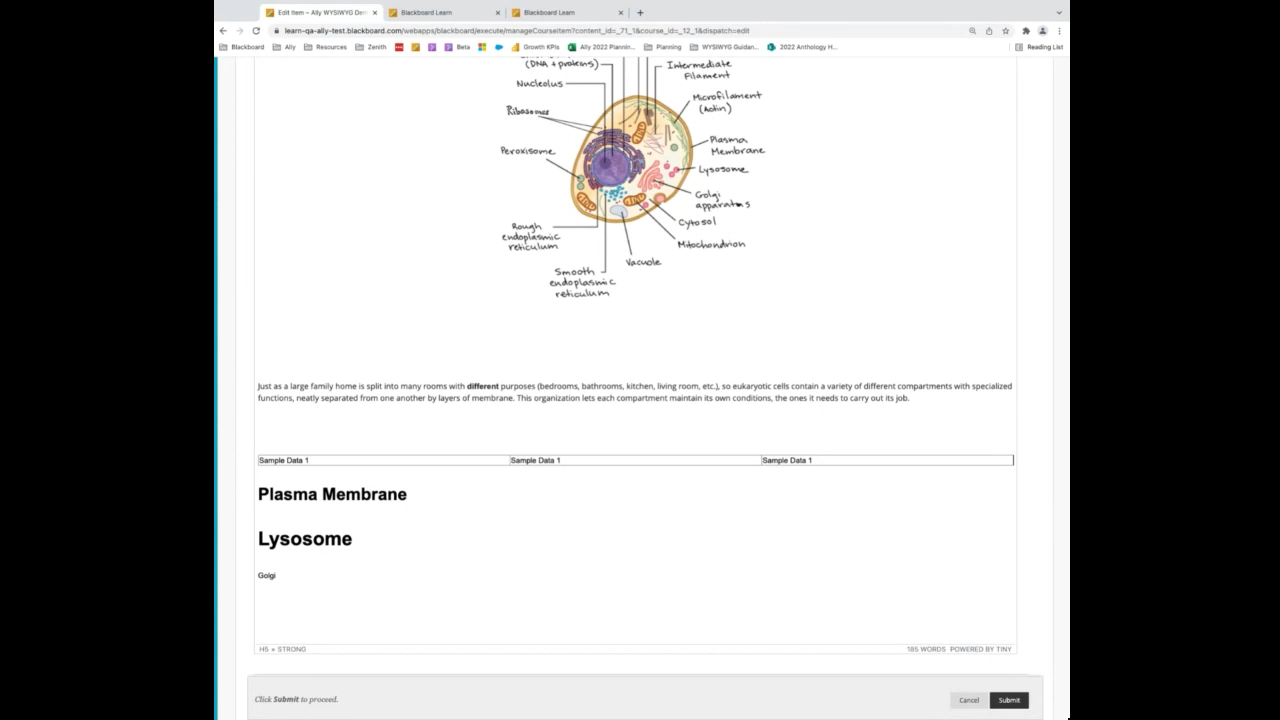 Edit Item – Ally WYSIWYG Den
Blackboard Learn
Blackboard Learn
learn-qa-ally-test.blackboard.com/webapps/blackboard/execute/manageCourseItem?content_id=_71_1&course_id=_12_1&dispatch=edit
Blackboard
Ally
Resources
Zenith
Beta
Growth KPIs
Ally 2022 Plannin...
Planning
WYSIWYG Guidan...
2022 Anthology H...
Reading List
(DNA + proteins)
Intermediate
Filament
Nucleolus
Microfilament
(Actin)
Ribosomes
Plasma
Membrane
Peroxisome
Lysosome
Golgi
apparatus
Cytosol
Rough
endoplasmic
reticulum
Mitochondrion
Vacuole
Smooth
endoplasmic
reticulum
Just as a large family home is split into many rooms with different purposes (bedrooms, bathrooms, kitchen, living room, etc.), so eukaryotic cells contain a variety of different compartments with specialized
functions, neatly separated from one another by layers of membrane. This organization lets each compartment maintain its own conditions, the ones it needs to carry out its job.
Sample Data 1
Sample Data 1
Sample Data 1
Plasma Membrane
Lysosome
Golgi
H5 » STRONG
185 WORDS POWERED BY TINY
Click Submit to proceed.
Cancel
Submit